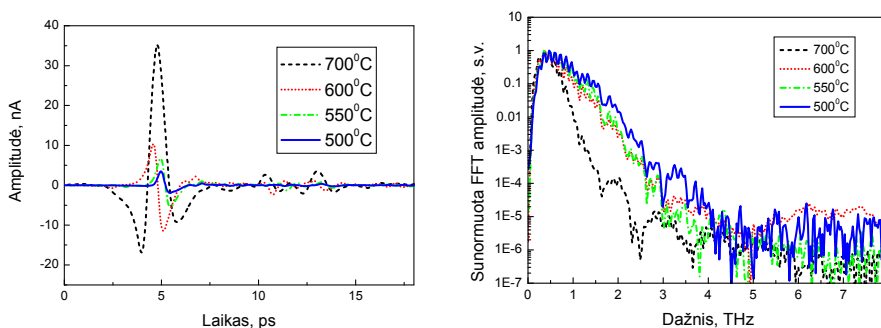 Amplitudė, nA
40
30
20
10
0
-10
-20
0
5
10
15
Laikas, ps
700⁰C
600⁰C
550⁰C
500⁰C
Sunormuota FFT amplitudė, s.v.
10
1
0.1
0.01
1E-3
1E-4
1E-5
1E-6
1E-7
0 1 2 3 4 5 6 7
Dažnis, THz
700⁰C
600⁰C
550⁰C
500⁰C